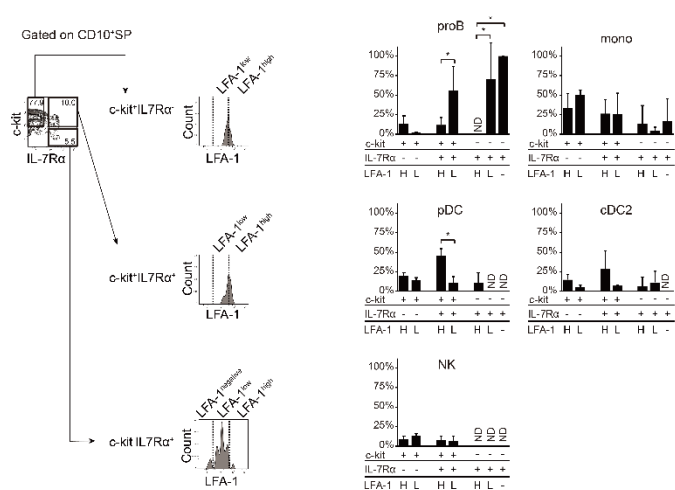 Gated on CD10⁺SP
77.9
10.0
5.5
c-kit
IL-7Rα
c-kit⁺IL7Rα⁻
LFA-1ˡᵒʷ
LFA-1ʰⁱᵍʰ
Count
LFA-1
c-kit⁺IL7Rα⁺
LFA-1ˡᵒʷ
LFA-1ʰⁱᵍʰ
Count
LFA-1
c-kit⁻IL7Rα⁺
LFA-1ⁿᵉᵍᵃᵗⁱᵛᵉ
LFA-1ˡᵒʷ
LFA-1ʰⁱᵍʰ
Count
LFA-1
proB
*
*
*
100%
75%
50%
25%
0%
ND
c-kit + + + + - - -
IL-7Rα - - + + + + +
LFA-1 H L H L H L -
mono
100%
75%
50%
25%
0%
c-kit + + + + - - -
IL-7Rα - - + + + + +
LFA-1 H L H L H L -
pDC
*
100%
75%
50%
25%
0%
ND ND
c-kit + + + + - - -
IL-7Rα - - + + + + +
LFA-1 H L H L H L -
cDC2
100%
75%
50%
25%
0%
ND
c-kit + + + + - - -
IL-7Rα - - + + + + +
LFA-1 H L H L H L -
NK
100%
75%
50%
25%
0%
ND ND ND
c-kit + + + + - - -
IL-7Rα - - + + + + +
LFA-1 H L H L H L -